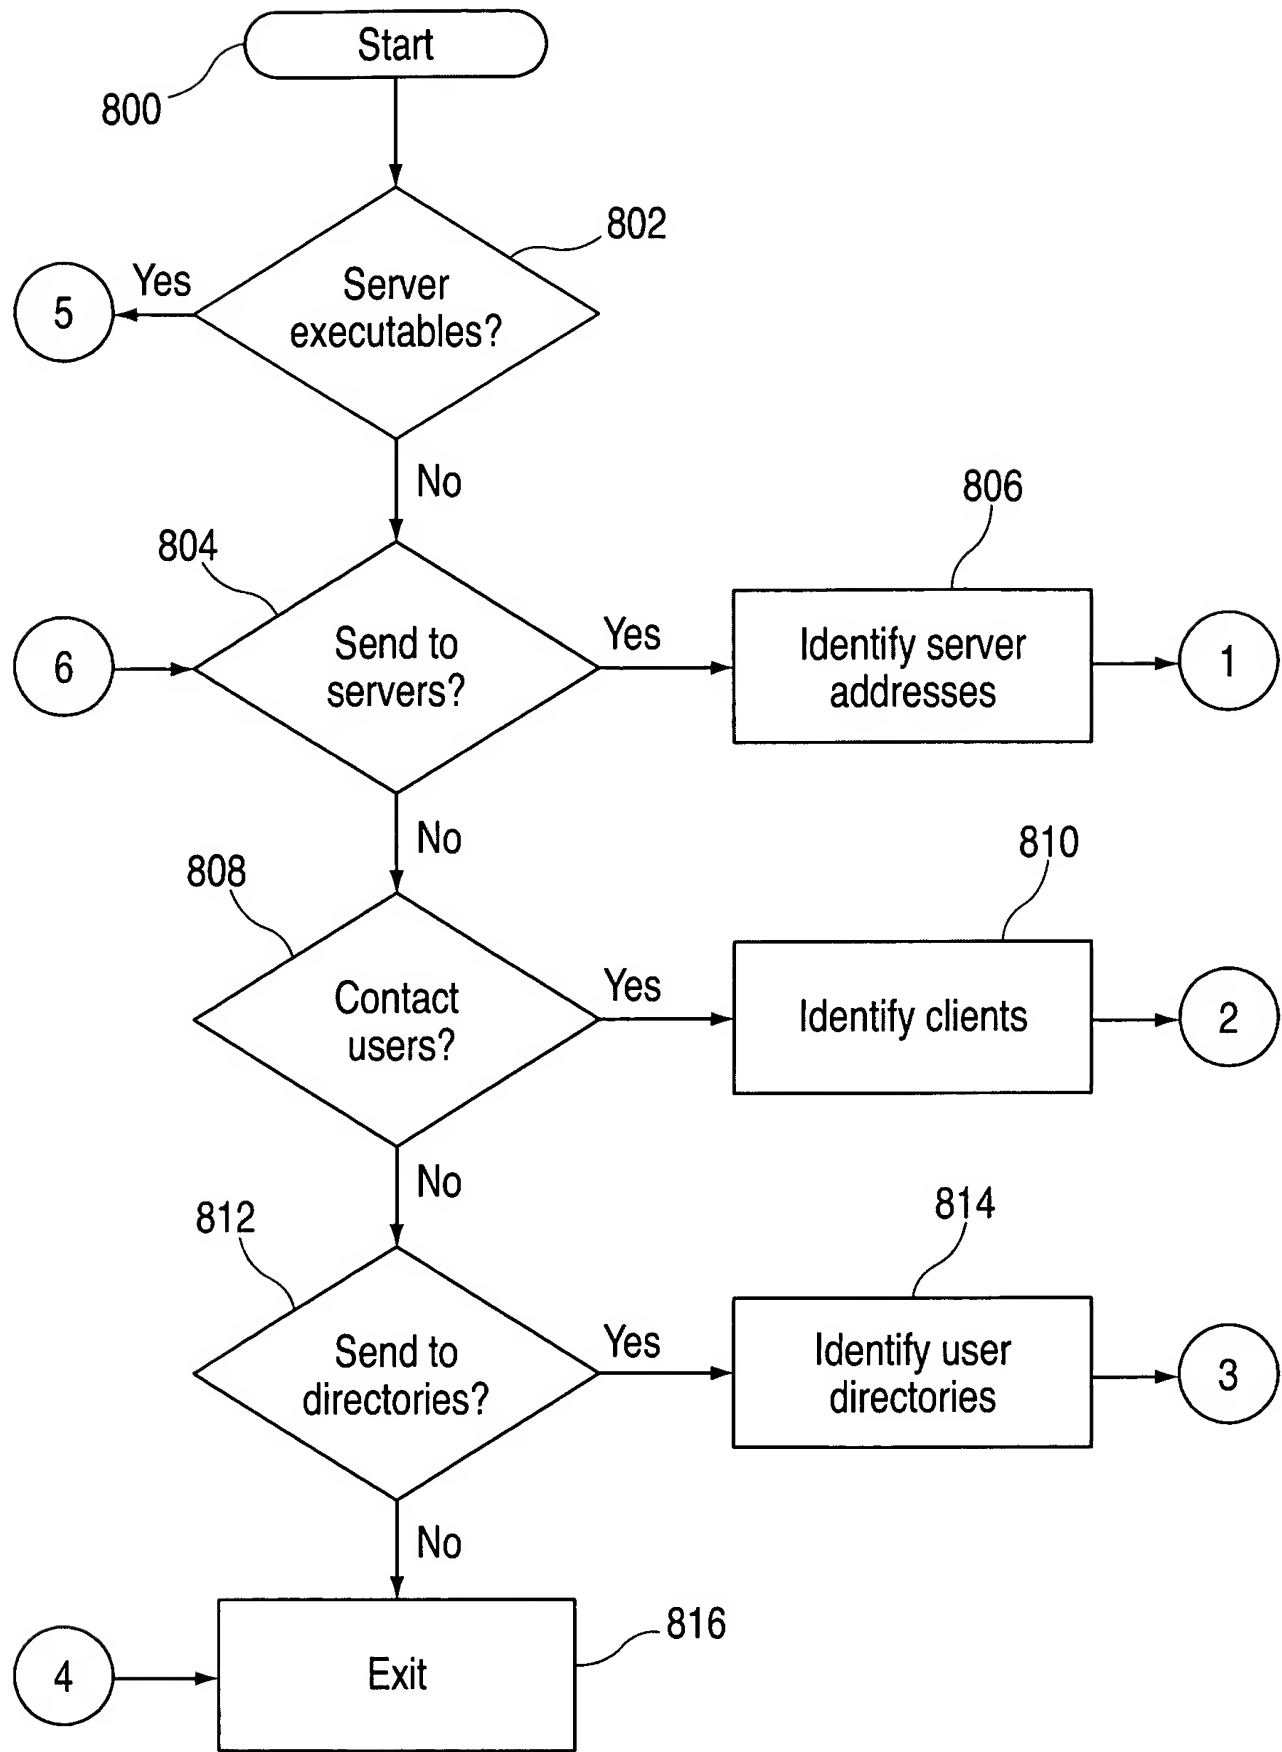 Start
800
802
Yes
5
Server
executables?
No
806
804
6
Send to
servers?
Yes
Identify server
addresses
1
No
810
808
Contact
users?
Yes
Identify clients
2
No
814
812
Send to
directories?
Yes
Identify user
directories
3
No
816
4
Exit